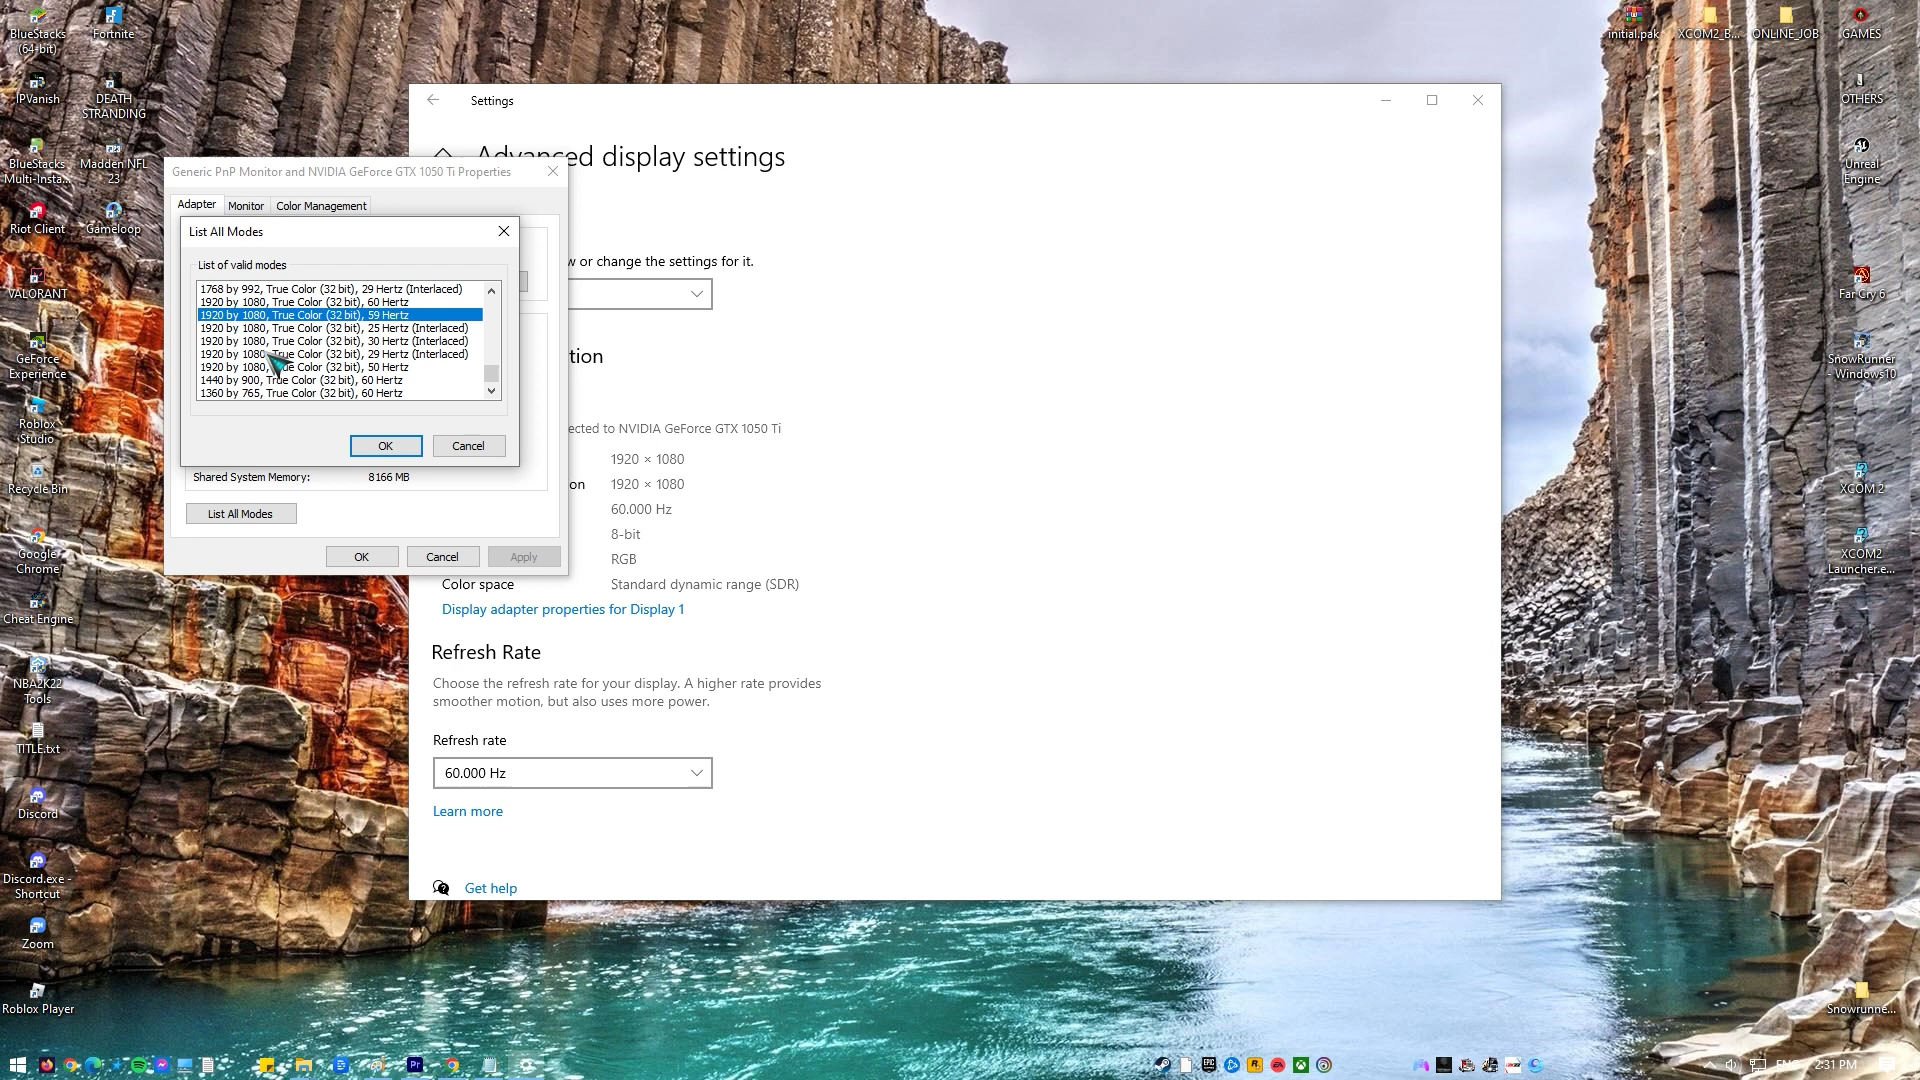 BlueStacks
(64-bit)
Fortnite
IPVanish
DEATH
STRANDING
BlueStacks
Multi-Insta...
Madden NFL
23
Riot Client
Gameloop
VALORANT
GeForce
Experience
Roblox
Studio
Recycle Bin
Google
Chrome
Cheat Engine
NBA2K22
Tools
TITLE.txt
Discord
Discord.exe -
Shortcut
Zoom
Roblox Player
Generic PnP Monitor and NVIDIA GeForce GTX 1050 Ti Properties
Adapter
Monitor
Color Management
List All Modes
List of valid modes
1768 by 992, True Color (32 bit), 29 Hertz (Interlaced)
1920 by 1080, True Color (32 bit), 60 Hertz
1920 by 1080, True Color (32 bit), 59 Hertz
1920 by 1080, True Color (32 bit), 25 Hertz (Interlaced)
1920 by 1080, True Color (32 bit), 30 Hertz (Interlaced)
1920 by 1080, True Color (32 bit), 29 Hertz (Interlaced)
1920 by 1080, True Color (32 bit), 50 Hertz
1440 by 900, True Color (32 bit), 60 Hertz
1360 by 765, True Color (32 bit), 60 Hertz
OK
Cancel
Shared System Memory: 8166 MB
List All Modes
OK
Cancel
Apply
Settings
Advanced display settings
w or change the settings for it.
tion
ected to NVIDIA GeForce GTX 1050 Ti
1920 × 1080
on 1920 × 1080
60.000 Hz
8-bit
RGB
Color space Standard dynamic range (SDR)
Display adapter properties for Display 1
Refresh Rate
Choose the refresh rate for your display. A higher rate provides
smoother motion, but also uses more power.
Refresh rate
60.000 Hz
Learn more
Get help
initial.pak
XCOM2_B...
ONLINE_JOB
GAMES
OTHERS
Unreal
Engine
Far Cry 6
SnowRunner
- Windows10
XCOM 2
XCOM2
Launcher.e...
Snowrunne...
Pr
EPIC
EA
ENG
2:31 PM